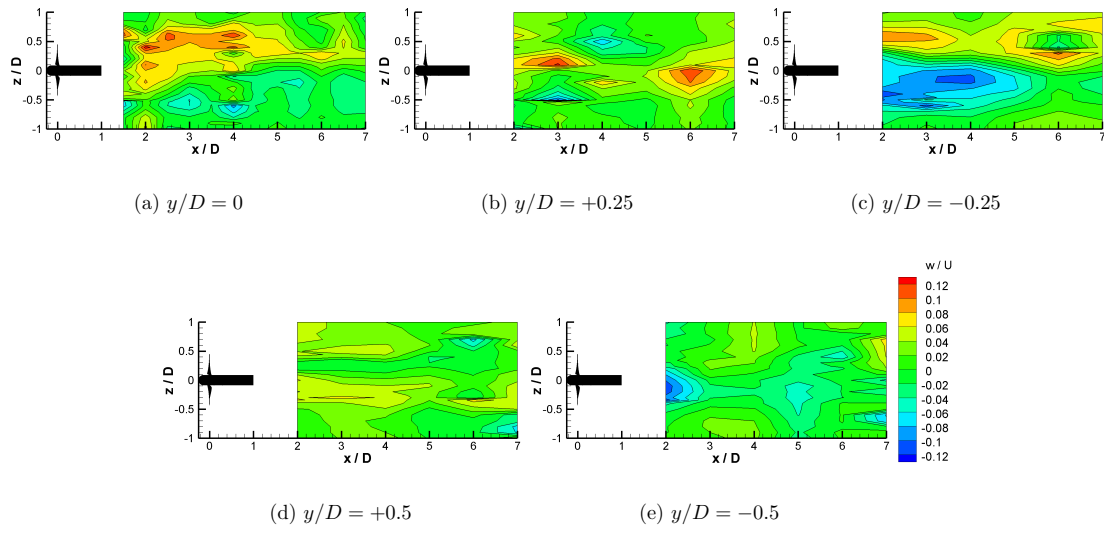 z / D
1
0.5
0
-0.5
-1
0 1 2 3 4 5 6 7
x / D
(a) y/D = 0
z / D
1
0.5
0
-0.5
-1
0 1 2 3 4 5 6 7
x / D
(b) y/D = +0.25
z / D
1
0.5
0
-0.5
-1
0 1 2 3 4 5 6 7
x / D
(c) y/D = −0.25
z / D
1
0.5
0
-0.5
-1
0 1 2 3 4 5 6 7
x / D
(d) y/D = +0.5
z / D
1
0.5
0
-0.5
-1
0 1 2 3 4 5 6 7
x / D
(e) y/D = −0.5
w / U
0.12
0.1
0.08
0.06
0.04
0.02
0
-0.02
-0.04
-0.06
-0.08
-0.1
-0.12